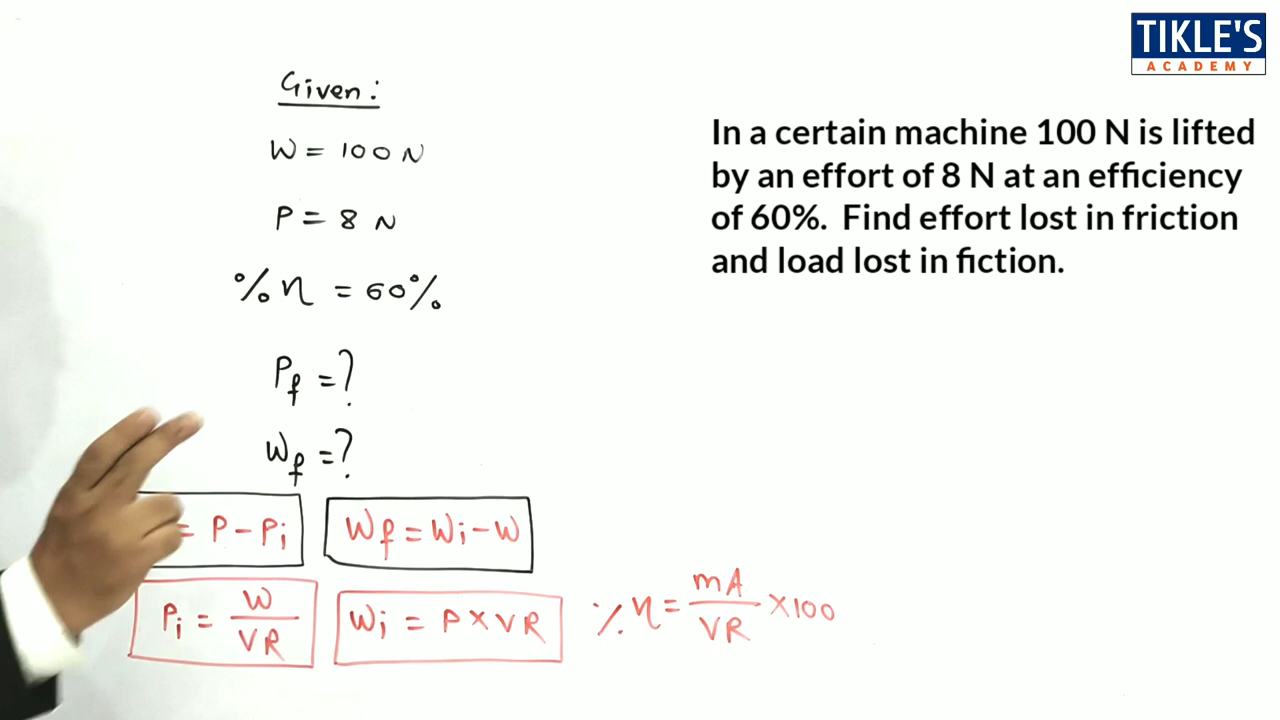 TIKLE'S
ACADEMY
Given:
W = 100 N
P = 8 N
% η = 60%
Pf = ?
Wf = ?
= P - Pi
Wf = Wi - W
Pi = W/VR
Wi = P × VR
% η = mA/VR × 100
In a certain machine 100 N is lifted
by an effort of 8 N at an efficiency
of 60%. Find effort lost in friction
and load lost in fiction.